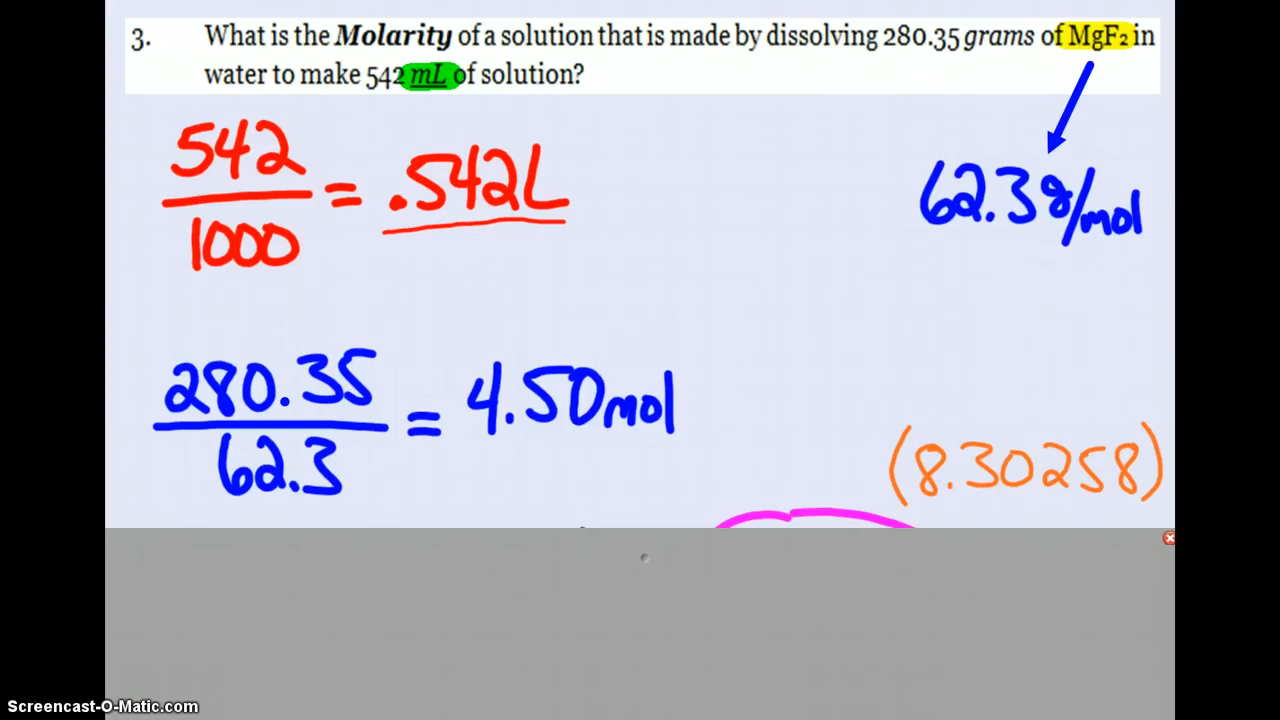 3. What is the Molarity of a solution that is made by dissolving 280.35 grams of MgF₂ in
water to make 542 mL of solution?
542
1000
= .542L
62.3g/mol
280.35
62.3
= 4.50mol
(8.30258)
Screencast-O-Matic.com